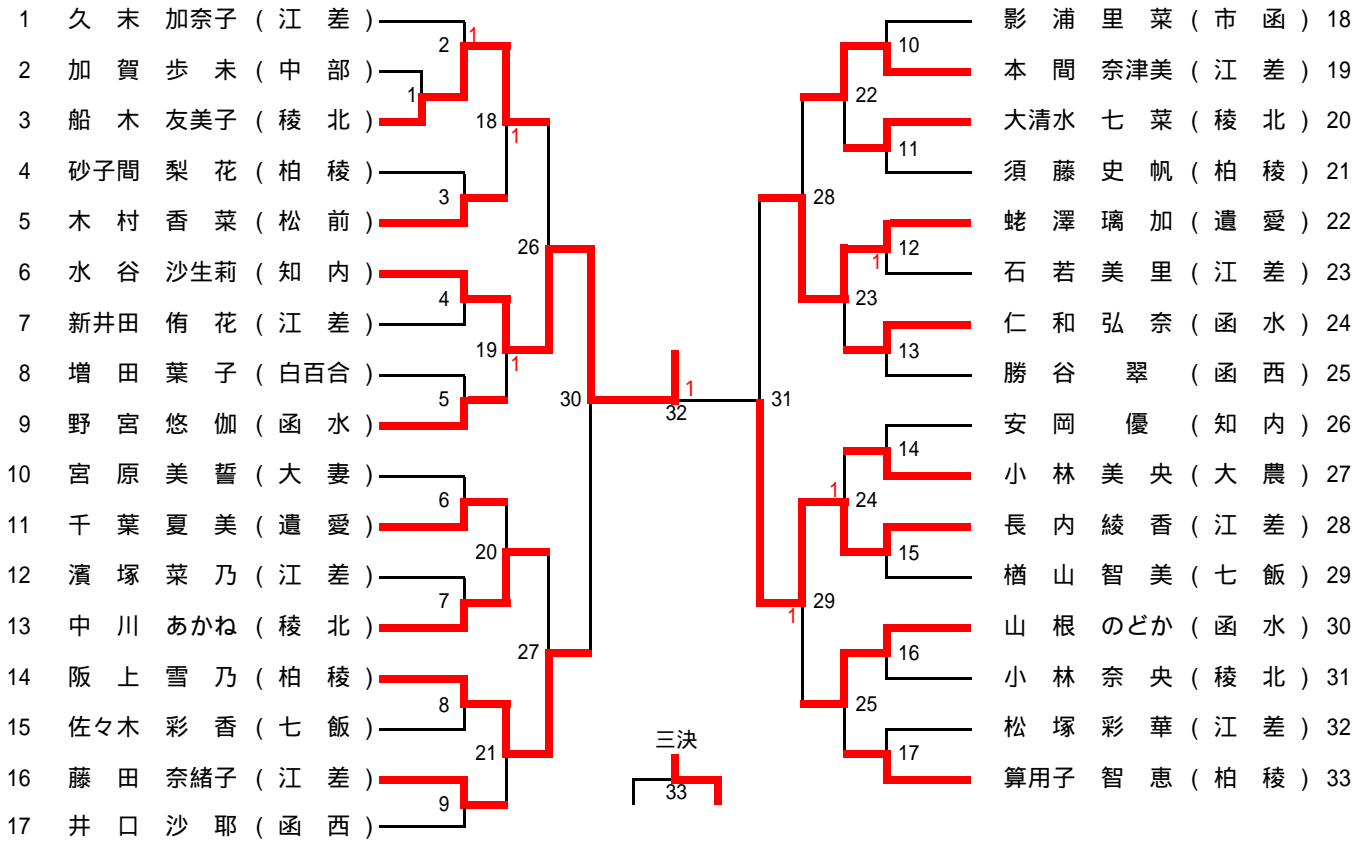 1 久末 加奈子 (江差)
2 加賀 歩未 (中部)
3 船木 友美子 (稜北)
4 砂子間 梨花 (柏稜)
5 木村 香菜 (松前)
6 水谷 沙生莉 (知内)
7 新井田 侑花 (江差)
8 増田 葉子 (白百合)
9 野宮 悠伽 (函水)
10 宮原 美誓 (大妻)
11 千葉 夏美 (遺愛)
12 濱塚 菜乃 (江差)
13 中川 あかね (稜北)
14 阪上 雪乃 (柏稜)
15 佐々木 彩香 (七飯)
16 藤田 奈緒子 (江差)
17 井口 沙耶 (函西)
2 1
1
18 1
3
26
4
19 1
5
30
6
20
7
27
8
21
9
1
32
三決
33
10
22
11
28
12
1
23
13
31
14
1 24
15
29
1
16
25
17
影浦 里菜 (市函) 18
本間 奈津美 (江差) 19
大清水 七菜 (稜北) 20
須藤 史帆 (柏稜) 21
蛯澤 璃加 (遺愛) 22
石若 美里 (江差) 23
仁和 弘奈 (函水) 24
勝谷 翠 (函西) 25
安岡 優 (知内) 26
小林 美央 (大農) 27
長内 綾香 (江差) 28
楢山 智美 (七飯) 29
山根 のどか (函水) 30
小林 奈央 (稜北) 31
松塚 彩華 (江差) 32
算用子 智恵 (柏稜) 33